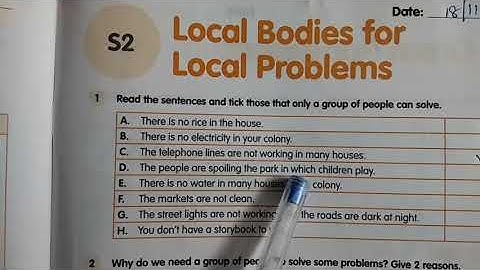 Date: 18/11
S2
Local Bodies for
Local Problems
1 Read the sentences and tick those that only a group of people can solve.
A. There is no rice in the house.
B. There is no electricity in your colony.
C. The telephone lines are not working in many houses.
D. The people are spoiling the park in which children play.
E. There is no water in many colony.
F. The markets are not clean.
G. The street lights are not working the roads are dark at night.
H. You don't have a storybook to
2 Why do we need a group of to solve some problems? Give 2 reasons.